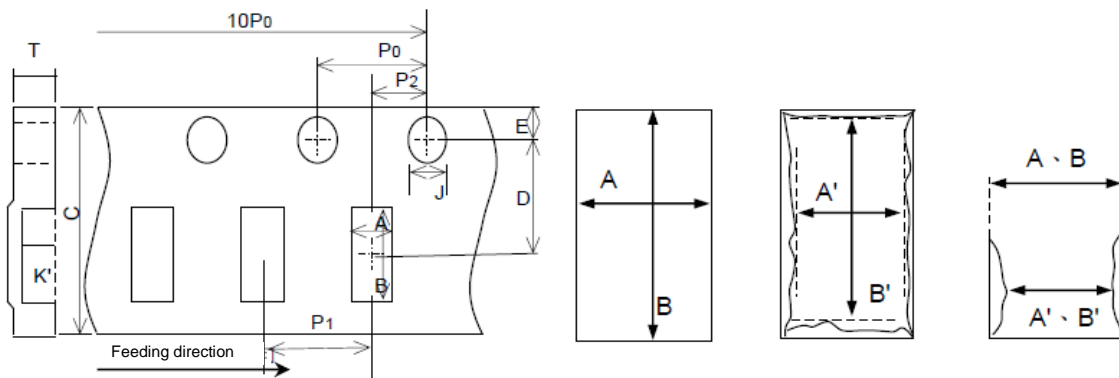 10P0
T
P0
P2
E
J
D
C
A
B
K'
P1
Feeding direction
A
B
A'
B'
A、B
A'、B'